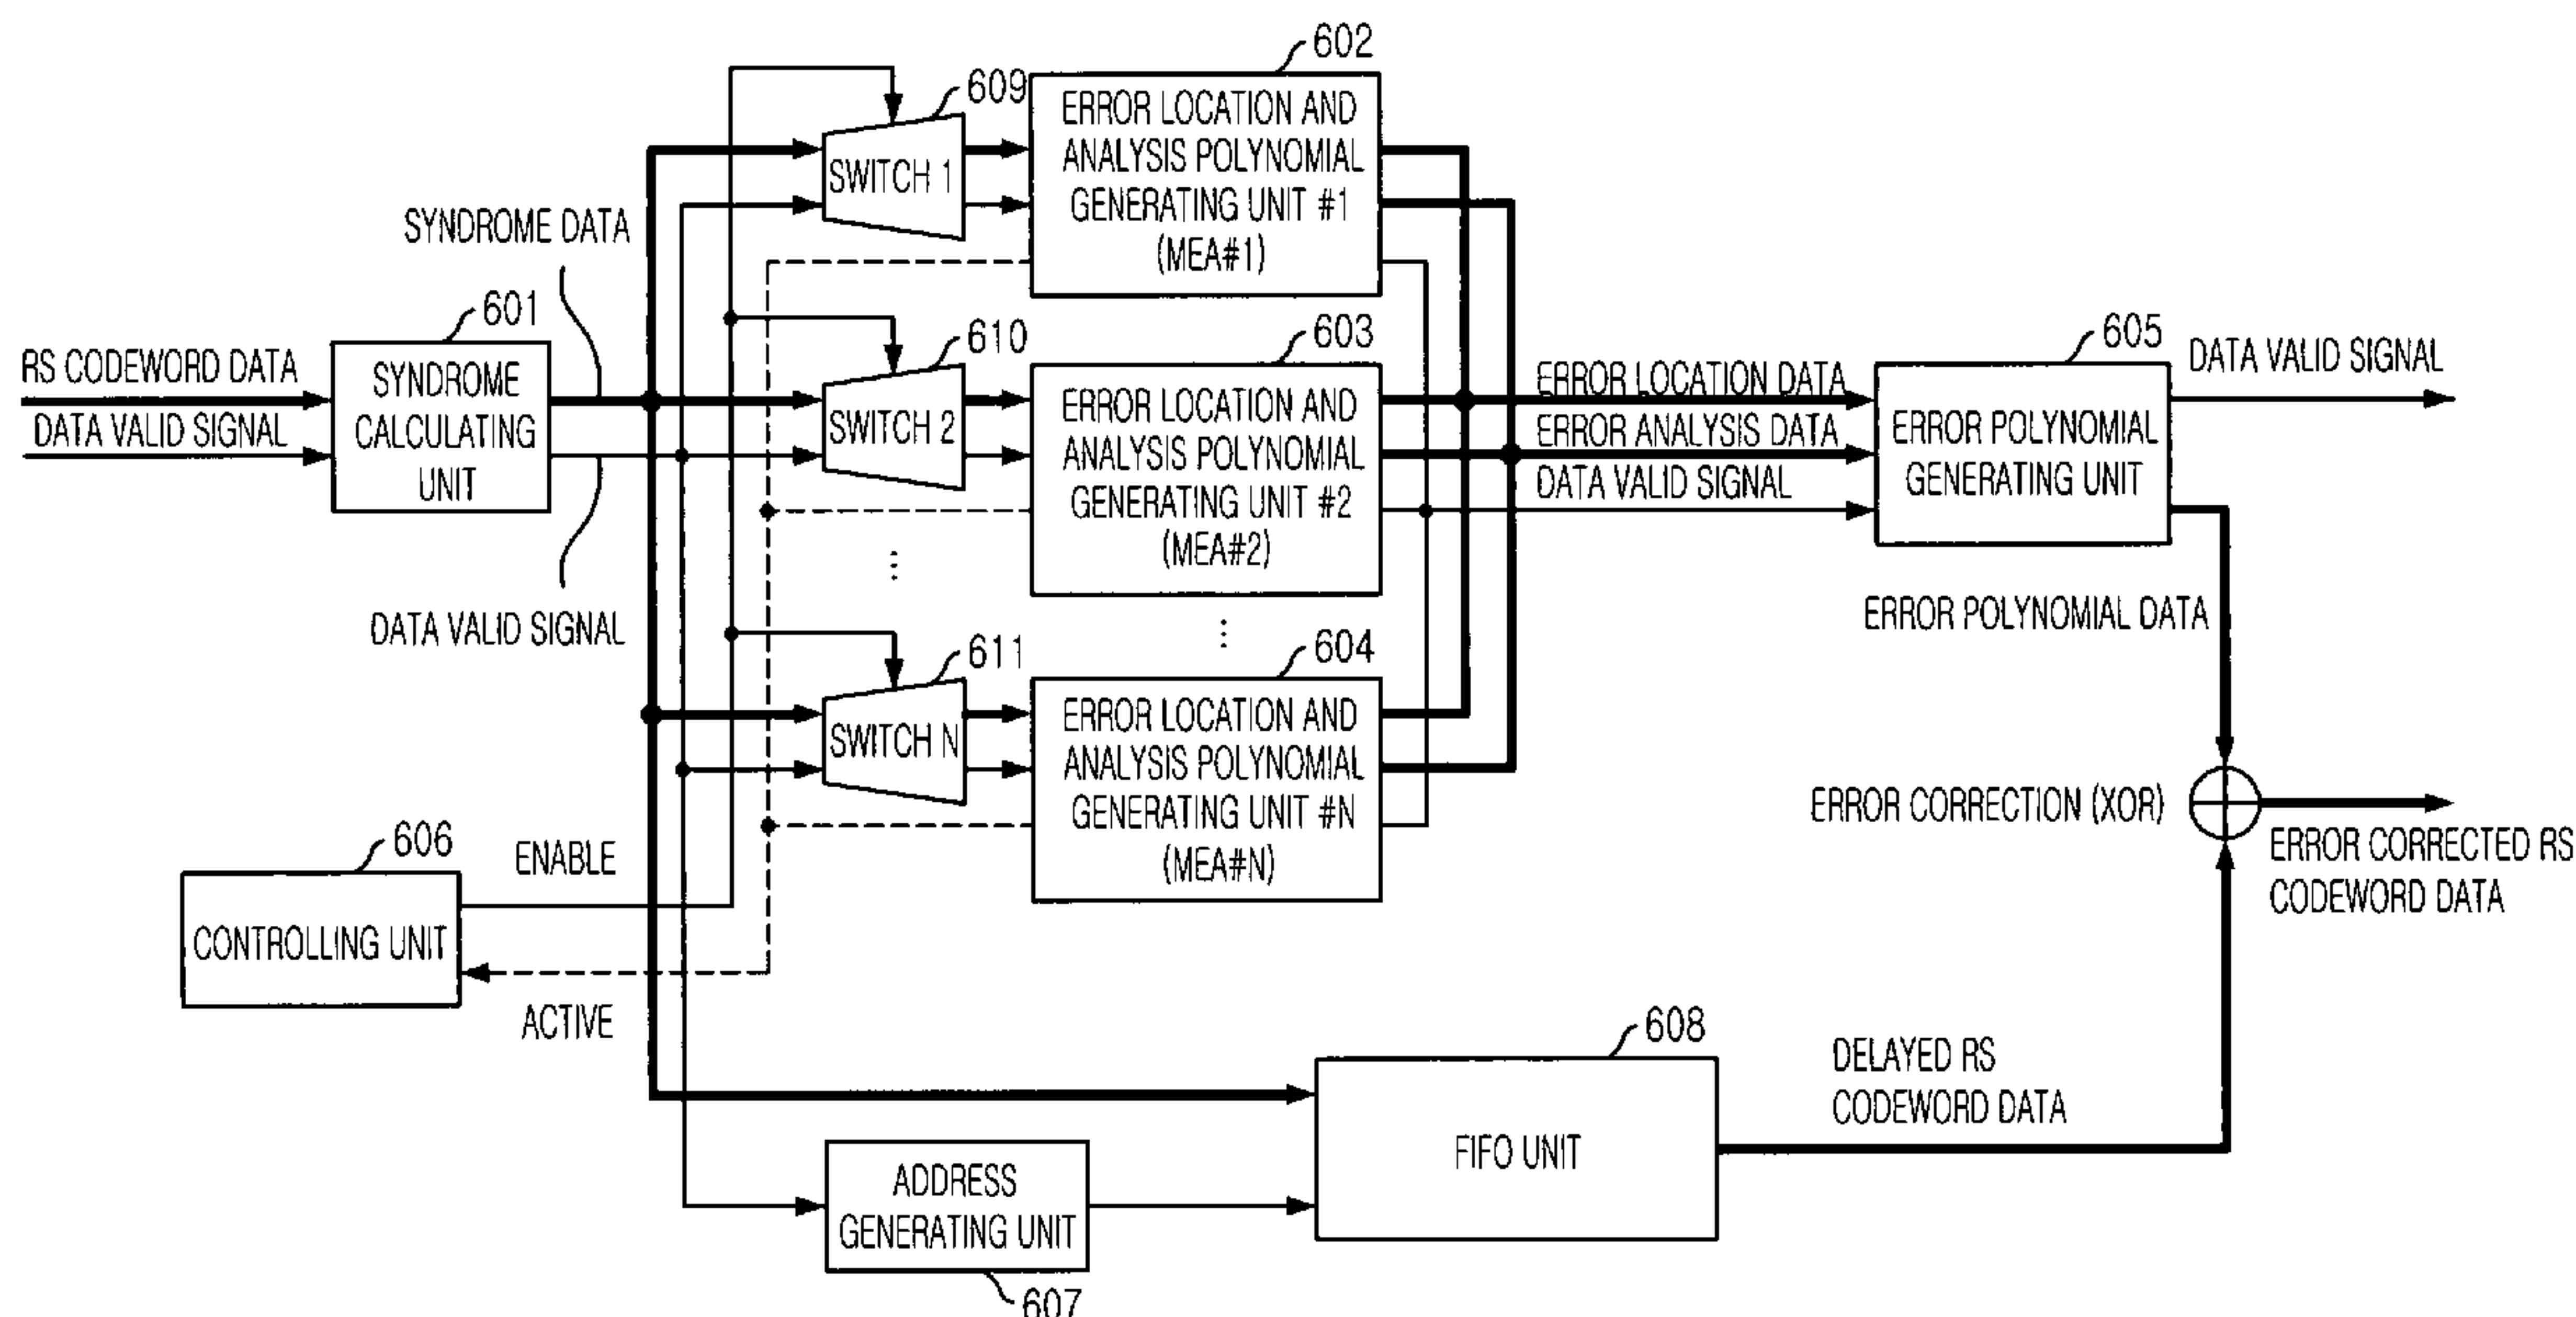 602
609
ERROR LOCATION AND
ANALYSIS POLYNOMIAL
GENERATING UNIT #1
(MEA#1)
SWITCH 1
SYNDROME DATA
601
610
603
605
RS CODEWORD DATA
DATA VALID SIGNAL
SYNDROME
CALCULATING
UNIT
SWITCH 2
ERROR LOCATION AND
ANALYSIS POLYNOMIAL
GENERATING UNIT #2
(MEA#2)
ERROR LOCATION DATA
ERROR ANALYSIS DATA
DATA VALID SIGNAL
ERROR POLYNOMIAL
GENERATING UNIT
DATA VALID SIGNAL
DATA VALID SIGNAL
ERROR POLYNOMIAL DATA
611
604
SWITCH N
ERROR LOCATION AND
ANALYSIS POLYNOMIAL
GENERATING UNIT #N
(MEA#N)
ERROR CORRECTION (XOR)
ERROR CORRECTED RS
CODEWORD DATA
606
ENABLE
CONTROLLING UNIT
ACTIVE
608
DELAYED RS
CODEWORD DATA
FIFO UNIT
ADDRESS
GENERATING UNIT
607